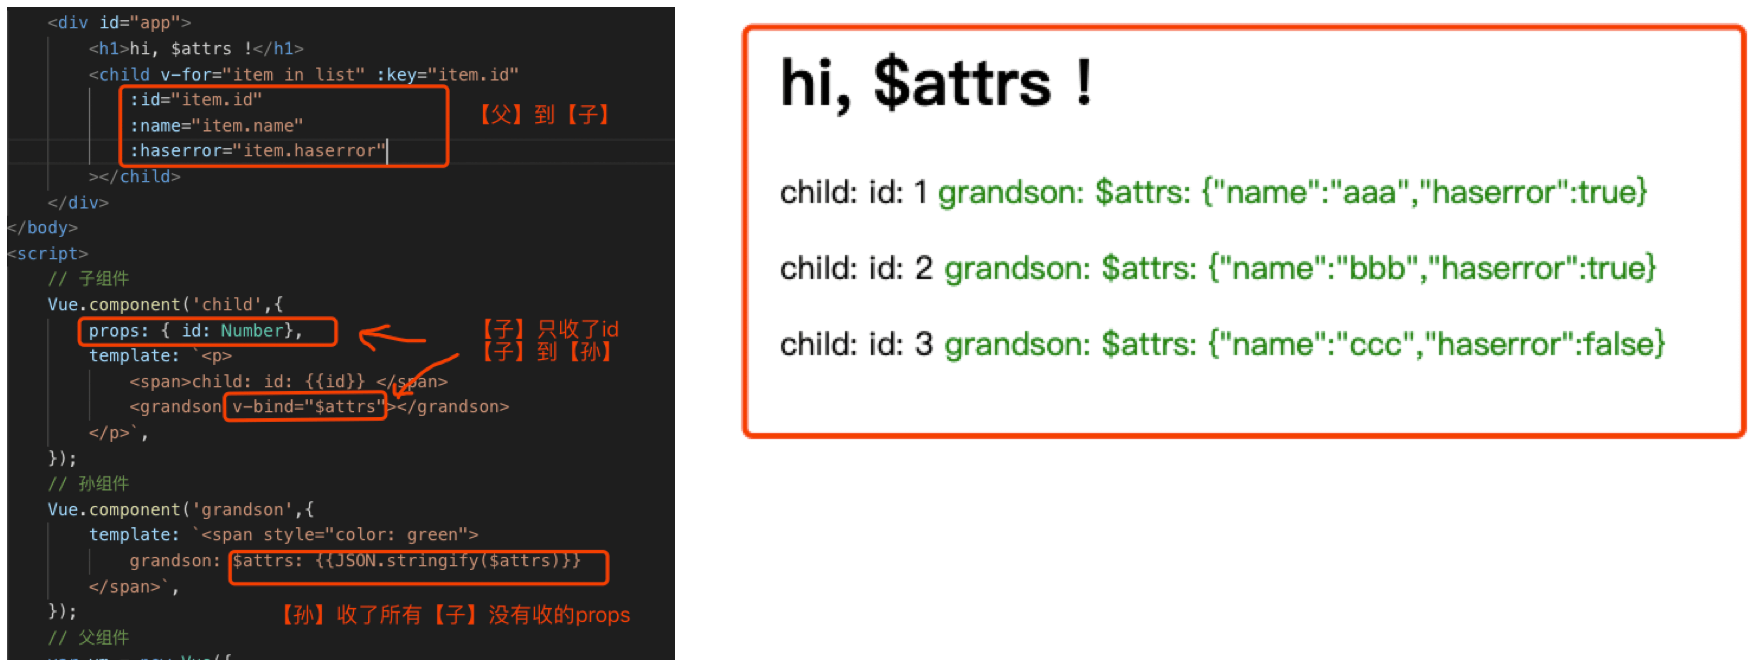 <div id="app">
<h1>hi, $attrs !</h1>
<child v-for="item in list" :key="item.id"
:id="item.id"
:name="item.name"
:haserror="item.haserror"
【父】到【子】
></child>
</div>
</body>
<script>
// 子组件
Vue.component('child',{
props: { id: Number},
【子】只收了id
【子】到【孙】
template: `<p>
<span>child: id: {{id}} </span>
<grandson v-bind="$attrs"></grandson>
</p>`,
});
// 孙组件
Vue.component('grandson',{
template: `<span style="color: green">
grandson: $attrs: {{JSON.stringify($attrs)}}
</span>`,
});
【孙】收了所有【子】没有收的props
// 父组件
hi, $attrs !
child: id: 1 grandson: $attrs: {"name":"aaa","haserror":true}
child: id: 2 grandson: $attrs: {"name":"bbb","haserror":true}
child: id: 3 grandson: $attrs: {"name":"ccc","haserror":false}